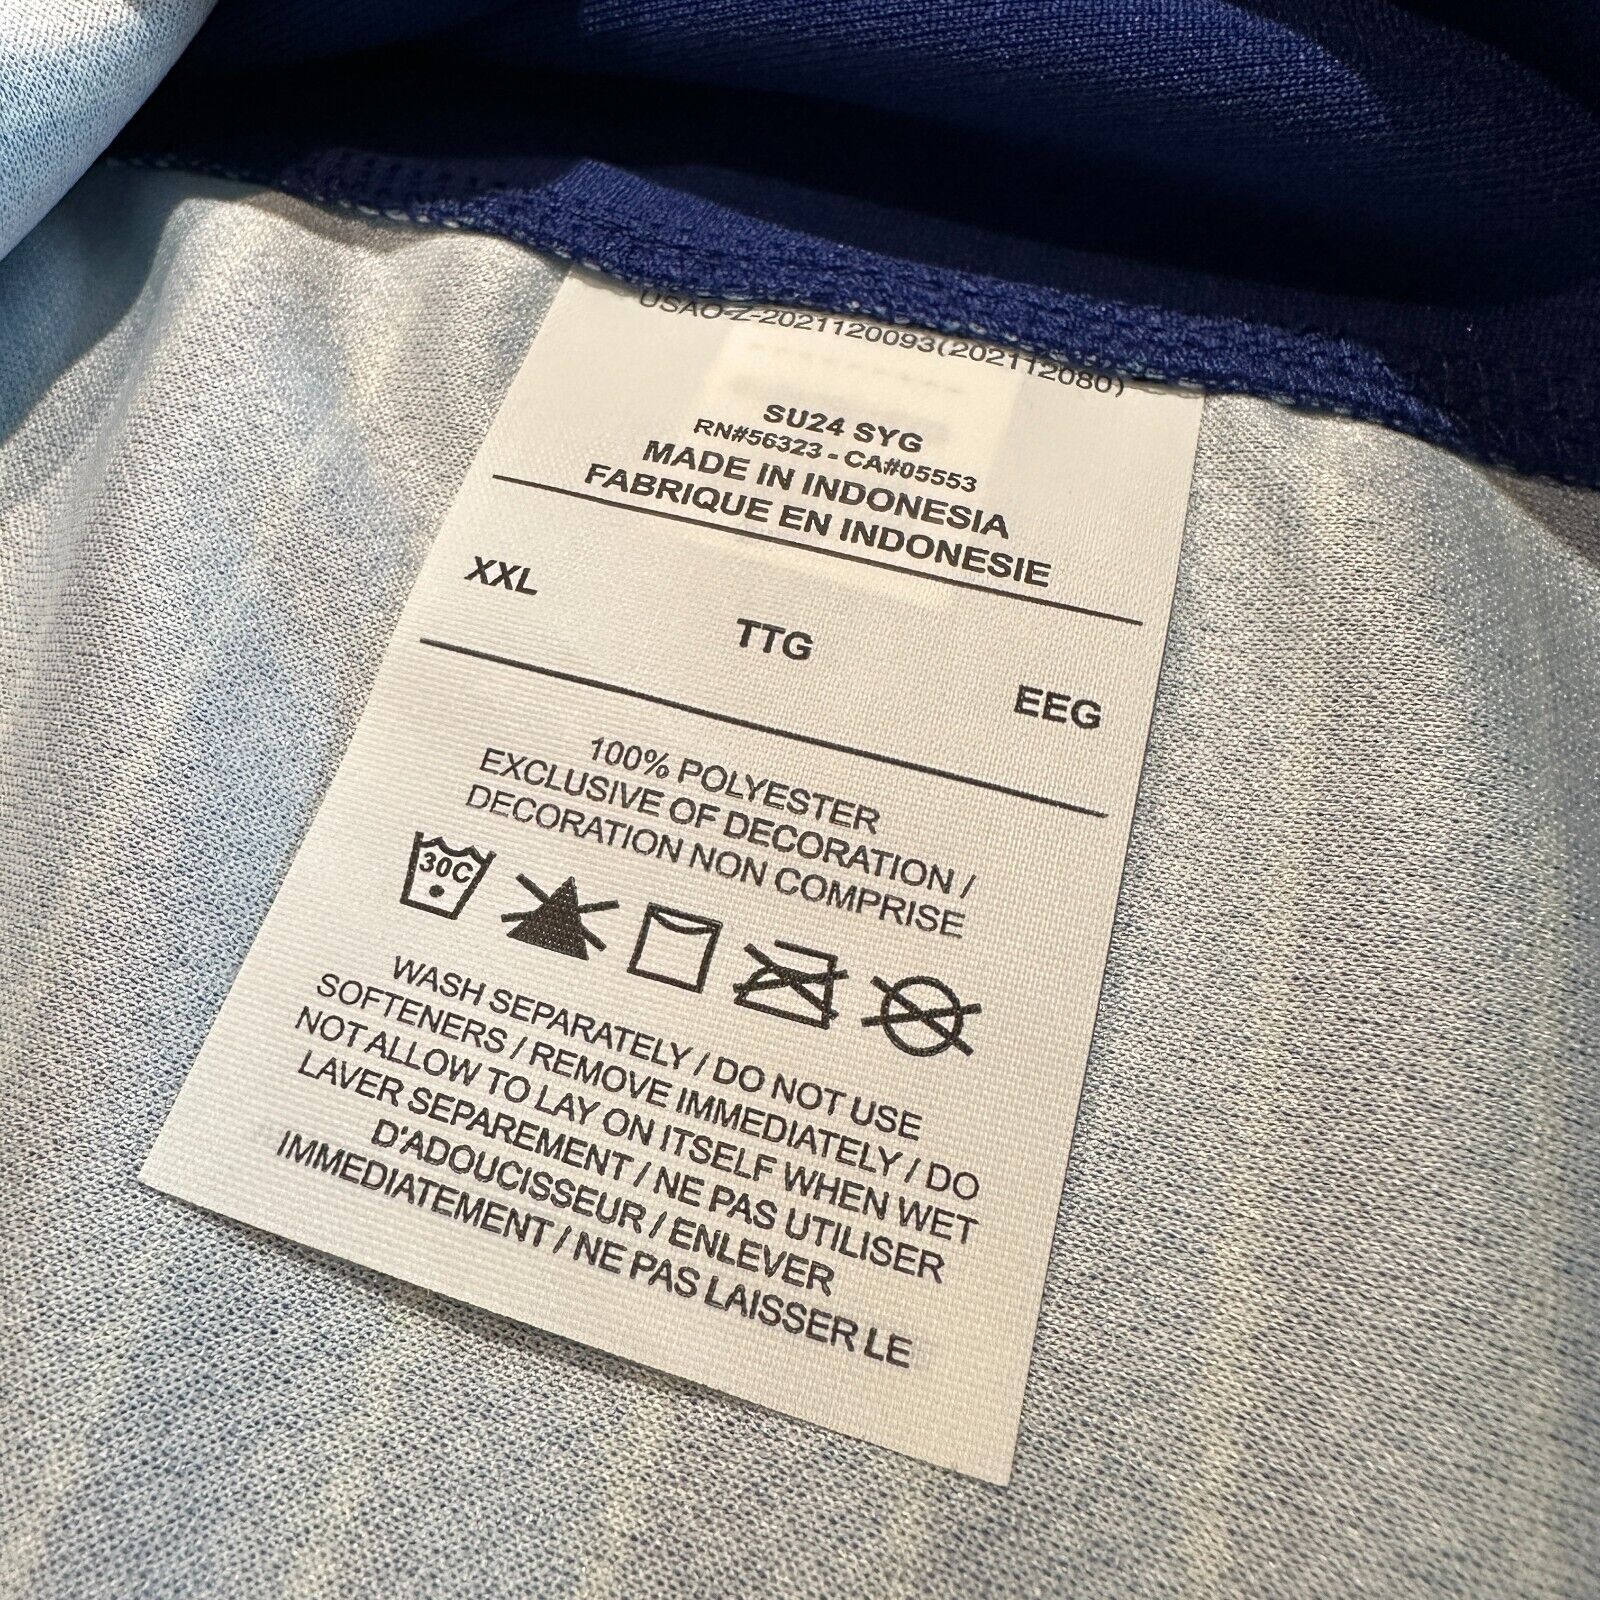 USAO-Z-2021120093(202112080)
SU24 SYG
RN#56323 - CA#05553
MADE IN INDONESIA
FABRIQUE EN INDONESIE
XXL TTG EEG
100% POLYESTER
EXCLUSIVE OF DECORATION /
DECORATION NON COMPRISE
30C
WASH SEPARATELY / DO NOT USE
SOFTENERS / REMOVE IMMEDIATELY / DO
NOT ALLOW TO LAY ON ITSELF WHEN WET
LAVER SEPAREMENT / NE PAS UTILISER
D'ADOUCISSEUR / ENLEVER
IMMEDIATEMENT / NE PAS LAISSER LE